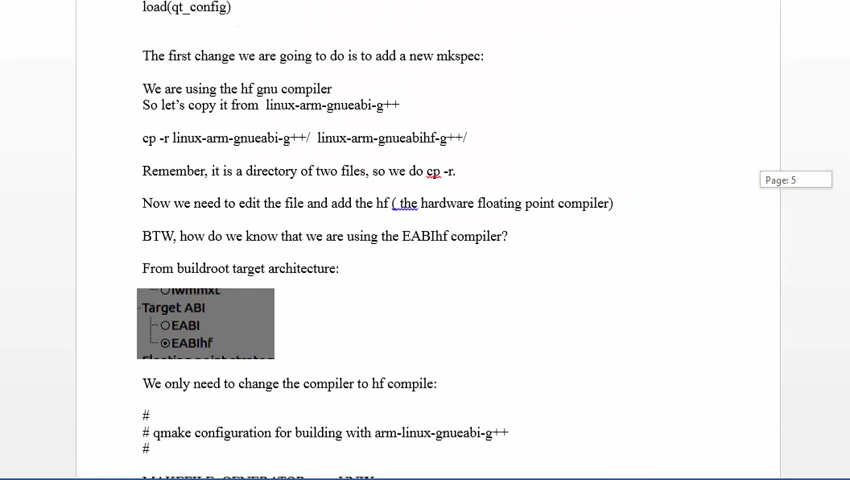 load(qt_config)
The first change we are going to do is to add a new mkspec:
We are using the hf gnu compiler
So let's copy it from  linux-arm-gnueabi-g++
cp -r linux-arm-gnueabi-g++/  linux-arm-gnueabihf-g++/
Remember, it is a directory of two files, so we do cp -r.
Page: 5
Now we need to edit the file and add the hf ( the hardware floating point compiler)
BTW, how do we know that we are using the EABIhf compiler?
From buildroot target architecture:
iwmmxt
Target ABI
EABI
EABIhf
We only need to change the compiler to hf compile:
#
# qmake configuration for building with arm-linux-gnueabi-g++
#